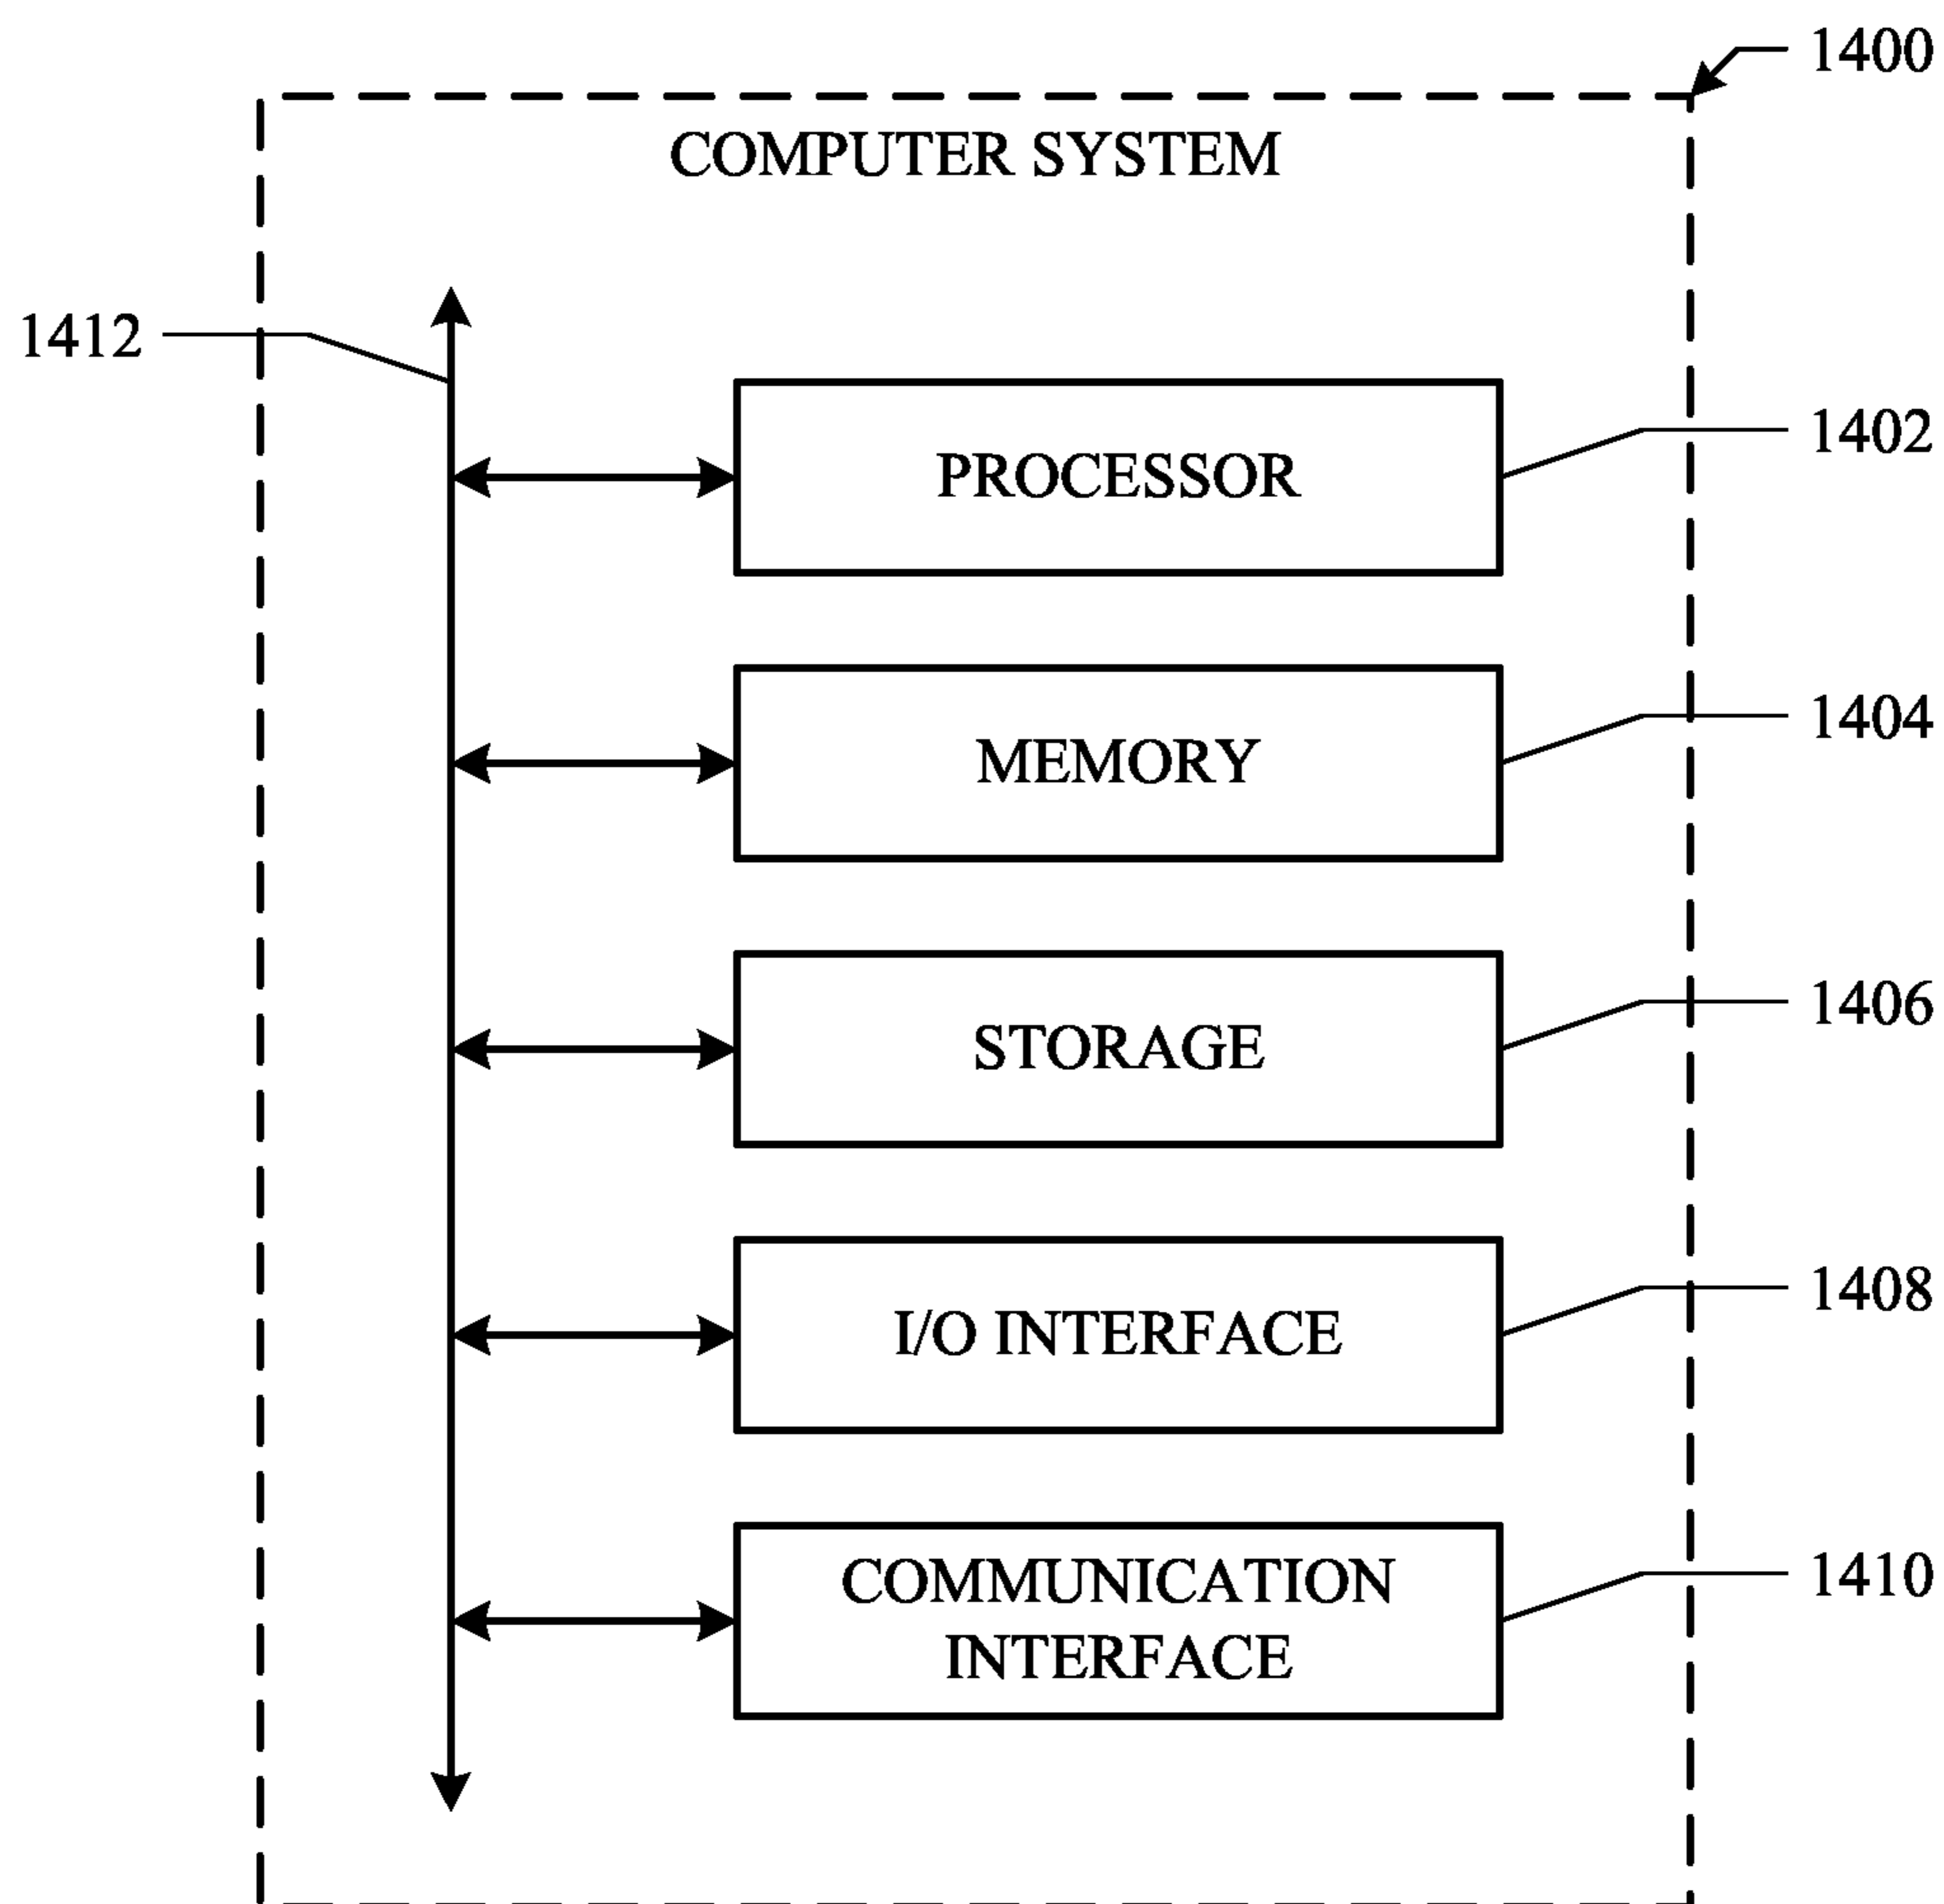 1400
COMPUTER SYSTEM
1412
1402
PROCESSOR
1404
MEMORY
1406
STORAGE
1408
I/O INTERFACE
1410
COMMUNICATION
INTERFACE